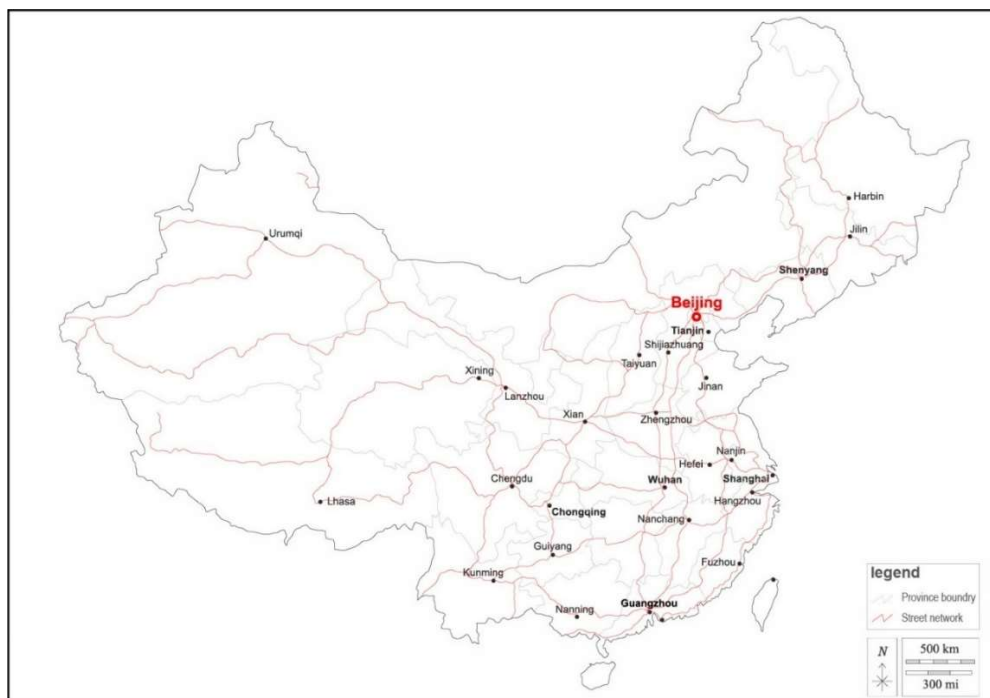 Harbin
Urumqi
Jilin
Shenyang
Beijing
Tianjin
Shijiazhuang
Taiyuan
Xining
Jinan
Lanzhou
Xian
Zhengzhou
Nanjin
Hefei
Chengdu
Wuhan
Shanghai
Lhasa
Hangzhou
Chongqing
Nanchang
Guiyang
Fuzhou
Kunming
Guangzhou
Nanning
legend
Province boundry
Street network
N
500 km
300 mi